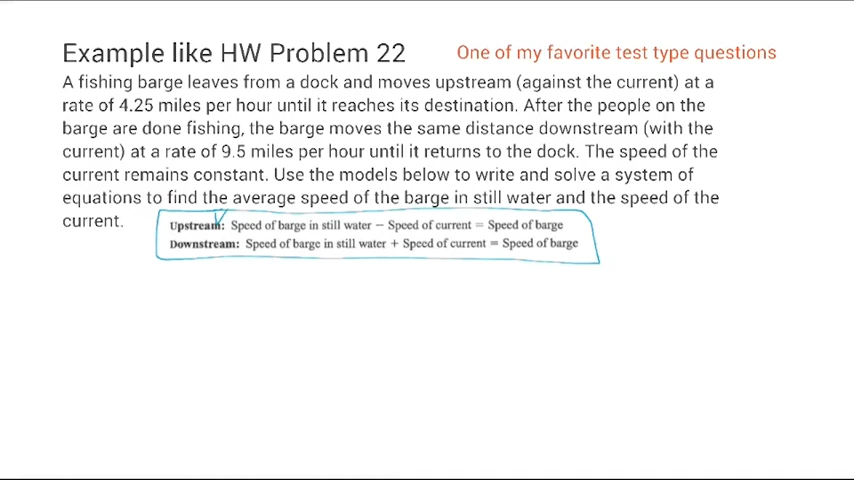 Example like HW Problem 22 One of my favorite test type questions
A fishing barge leaves from a dock and moves upstream (against the current) at a
rate of 4.25 miles per hour until it reaches its destination. After the people on the
barge are done fishing, the barge moves the same distance downstream (with the
current) at a rate of 9.5 miles per hour until it returns to the dock. The speed of the
current remains constant. Use the models below to write and solve a system of
equations to find the average speed of the barge in still water and the speed of the
current.
Upstream: Speed of barge in still water − Speed of current = Speed of barge
Downstream: Speed of barge in still water + Speed of current = Speed of barge